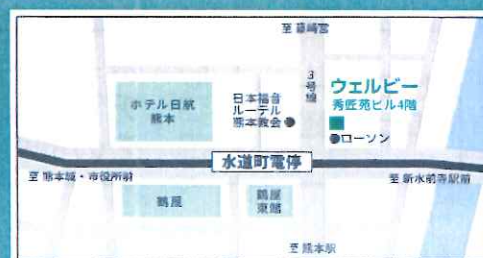 至 藤崎宮
3号線
ウェルビー
秀匠苑ビル4階
ホテル日航
熊本
日本福音
ルーテル
熊本教会
ローソン
水道町電停
至 熊本城・市役所前
至 新水前寺駅前
鶴屋
鶴屋
東館
至 熊本駅